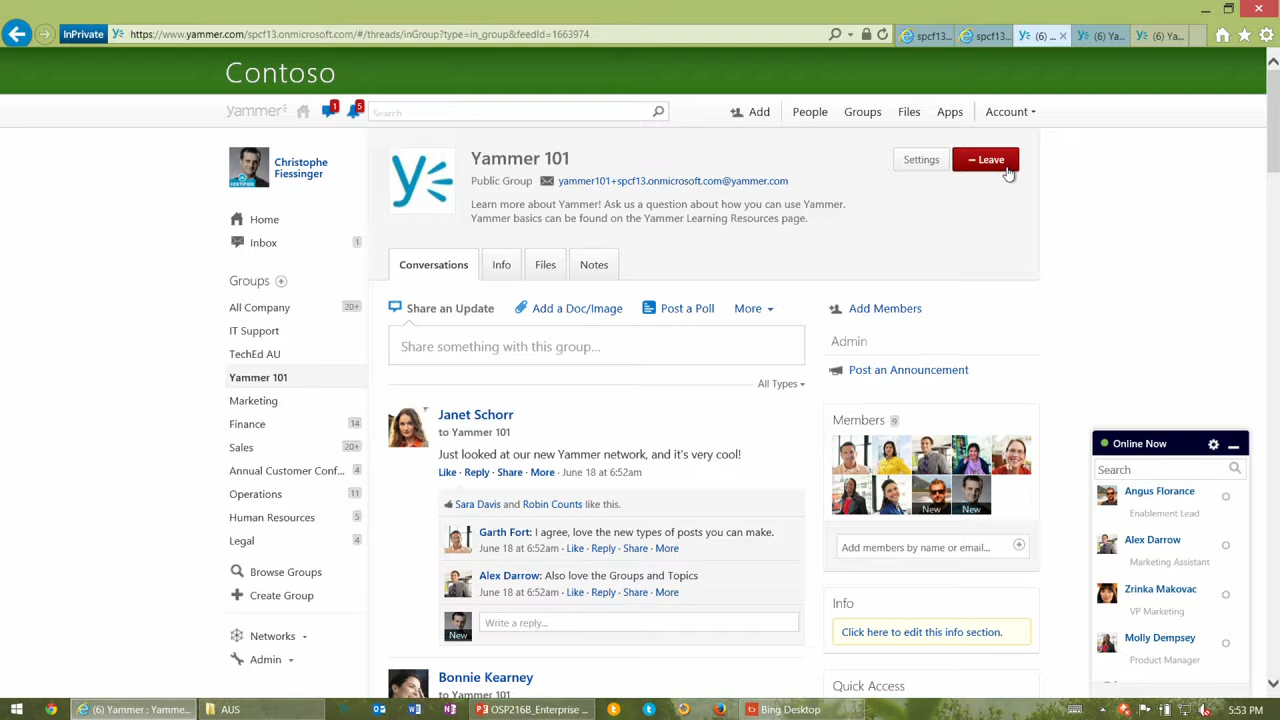 InPrivate
https://www.yammer.com/spcf13.onmicrosoft.com/#/threads/inGroup?type=in_group&feedId=1663974
spcf13...
spcf13...
(6) ...
(6) Ya...
(6) Ya...
Contoso
yammer
1
5
Search
Add
People
Groups
Files
Apps
Account
Christophe
Fiessinger
Home
Inbox
1
Groups
All Company
20+
IT Support
TechEd AU
Yammer 101
Marketing
Finance
14
Sales
20+
Annual Customer Conf...
4
Operations
11
Human Resources
5
Legal
4
Browse Groups
Create Group
Networks
Admin
Yammer 101
Settings
Leave
Public Group
yammer101+spcf13.onmicrosoft.com@yammer.com
Learn more about Yammer! Ask us a question about how you can use Yammer.
Yammer basics can be found on the Yammer Learning Resources page.
Conversations
Info
Files
Notes
Share an Update
Add a Doc/Image
Post a Poll
More
Share something with this group...
All Types
Janet Schorr
to Yammer 101
Just looked at our new Yammer network, and it's very cool!
Like · Reply · Share · More · June 18 at 6:52am
Sara Davis and Robin Counts like this.
Garth Fort: I agree, love the new types of posts you can make.
June 18 at 6:52am · Like · Reply · Share · More
Alex Darrow: Also love the Groups and Topics
June 18 at 6:52am · Like · Reply · Share · More
New
Write a reply...
Bonnie Kearney
to Yammer 101
Add Members
Admin
Post an Announcement
Members 9
New
New
Add members by name or email...
Info
Click here to edit this info section.
Quick Access
Online Now
Search
Angus Florance
Enablement Lead
Alex Darrow
Marketing Assistant
Zrinka Makovac
VP Marketing
Molly Dempsey
Product Manager
(6) Yammer : Yamme...
AUS
OSP216B_Enterprise ...
Bing Desktop
5:53 PM